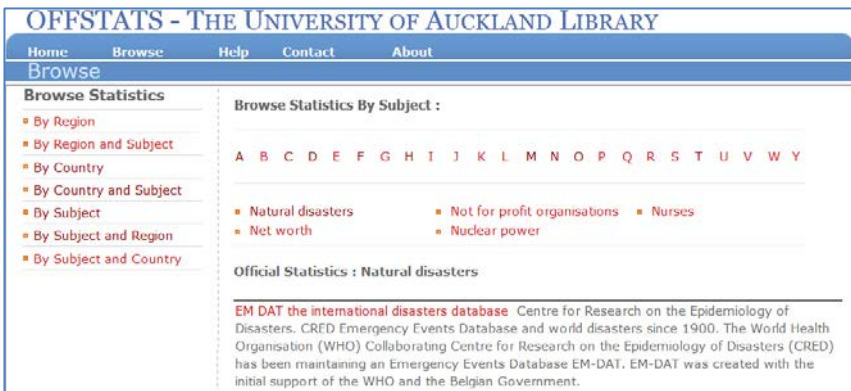 OFFSTATS - THE UNIVERSITY OF AUCKLAND LIBRARY
Home Browse Help Contact About
Browse
Browse Statistics
By Region
By Region and Subject
By Country
By Country and Subject
By Subject
By Subject and Region
By Subject and Country
Browse Statistics By Subject :
A B C D E F G H I J K L M N O P Q R S T U V W Y
Natural disasters Not for profit organisations Nurses
Net worth Nuclear power
Official Statistics : Natural disasters
EM DAT the international disasters database Centre for Research on the Epidemiology of
Disasters. CRED Emergency Events Database and world disasters since 1900. The World Health
Organisation (WHO) Collaborating Centre for Research on the Epidemiology of Disasters (CRED)
has been maintaining an Emergency Events Database EM-DAT. EM-DAT was created with the
initial support of the WHO and the Belgian Government.